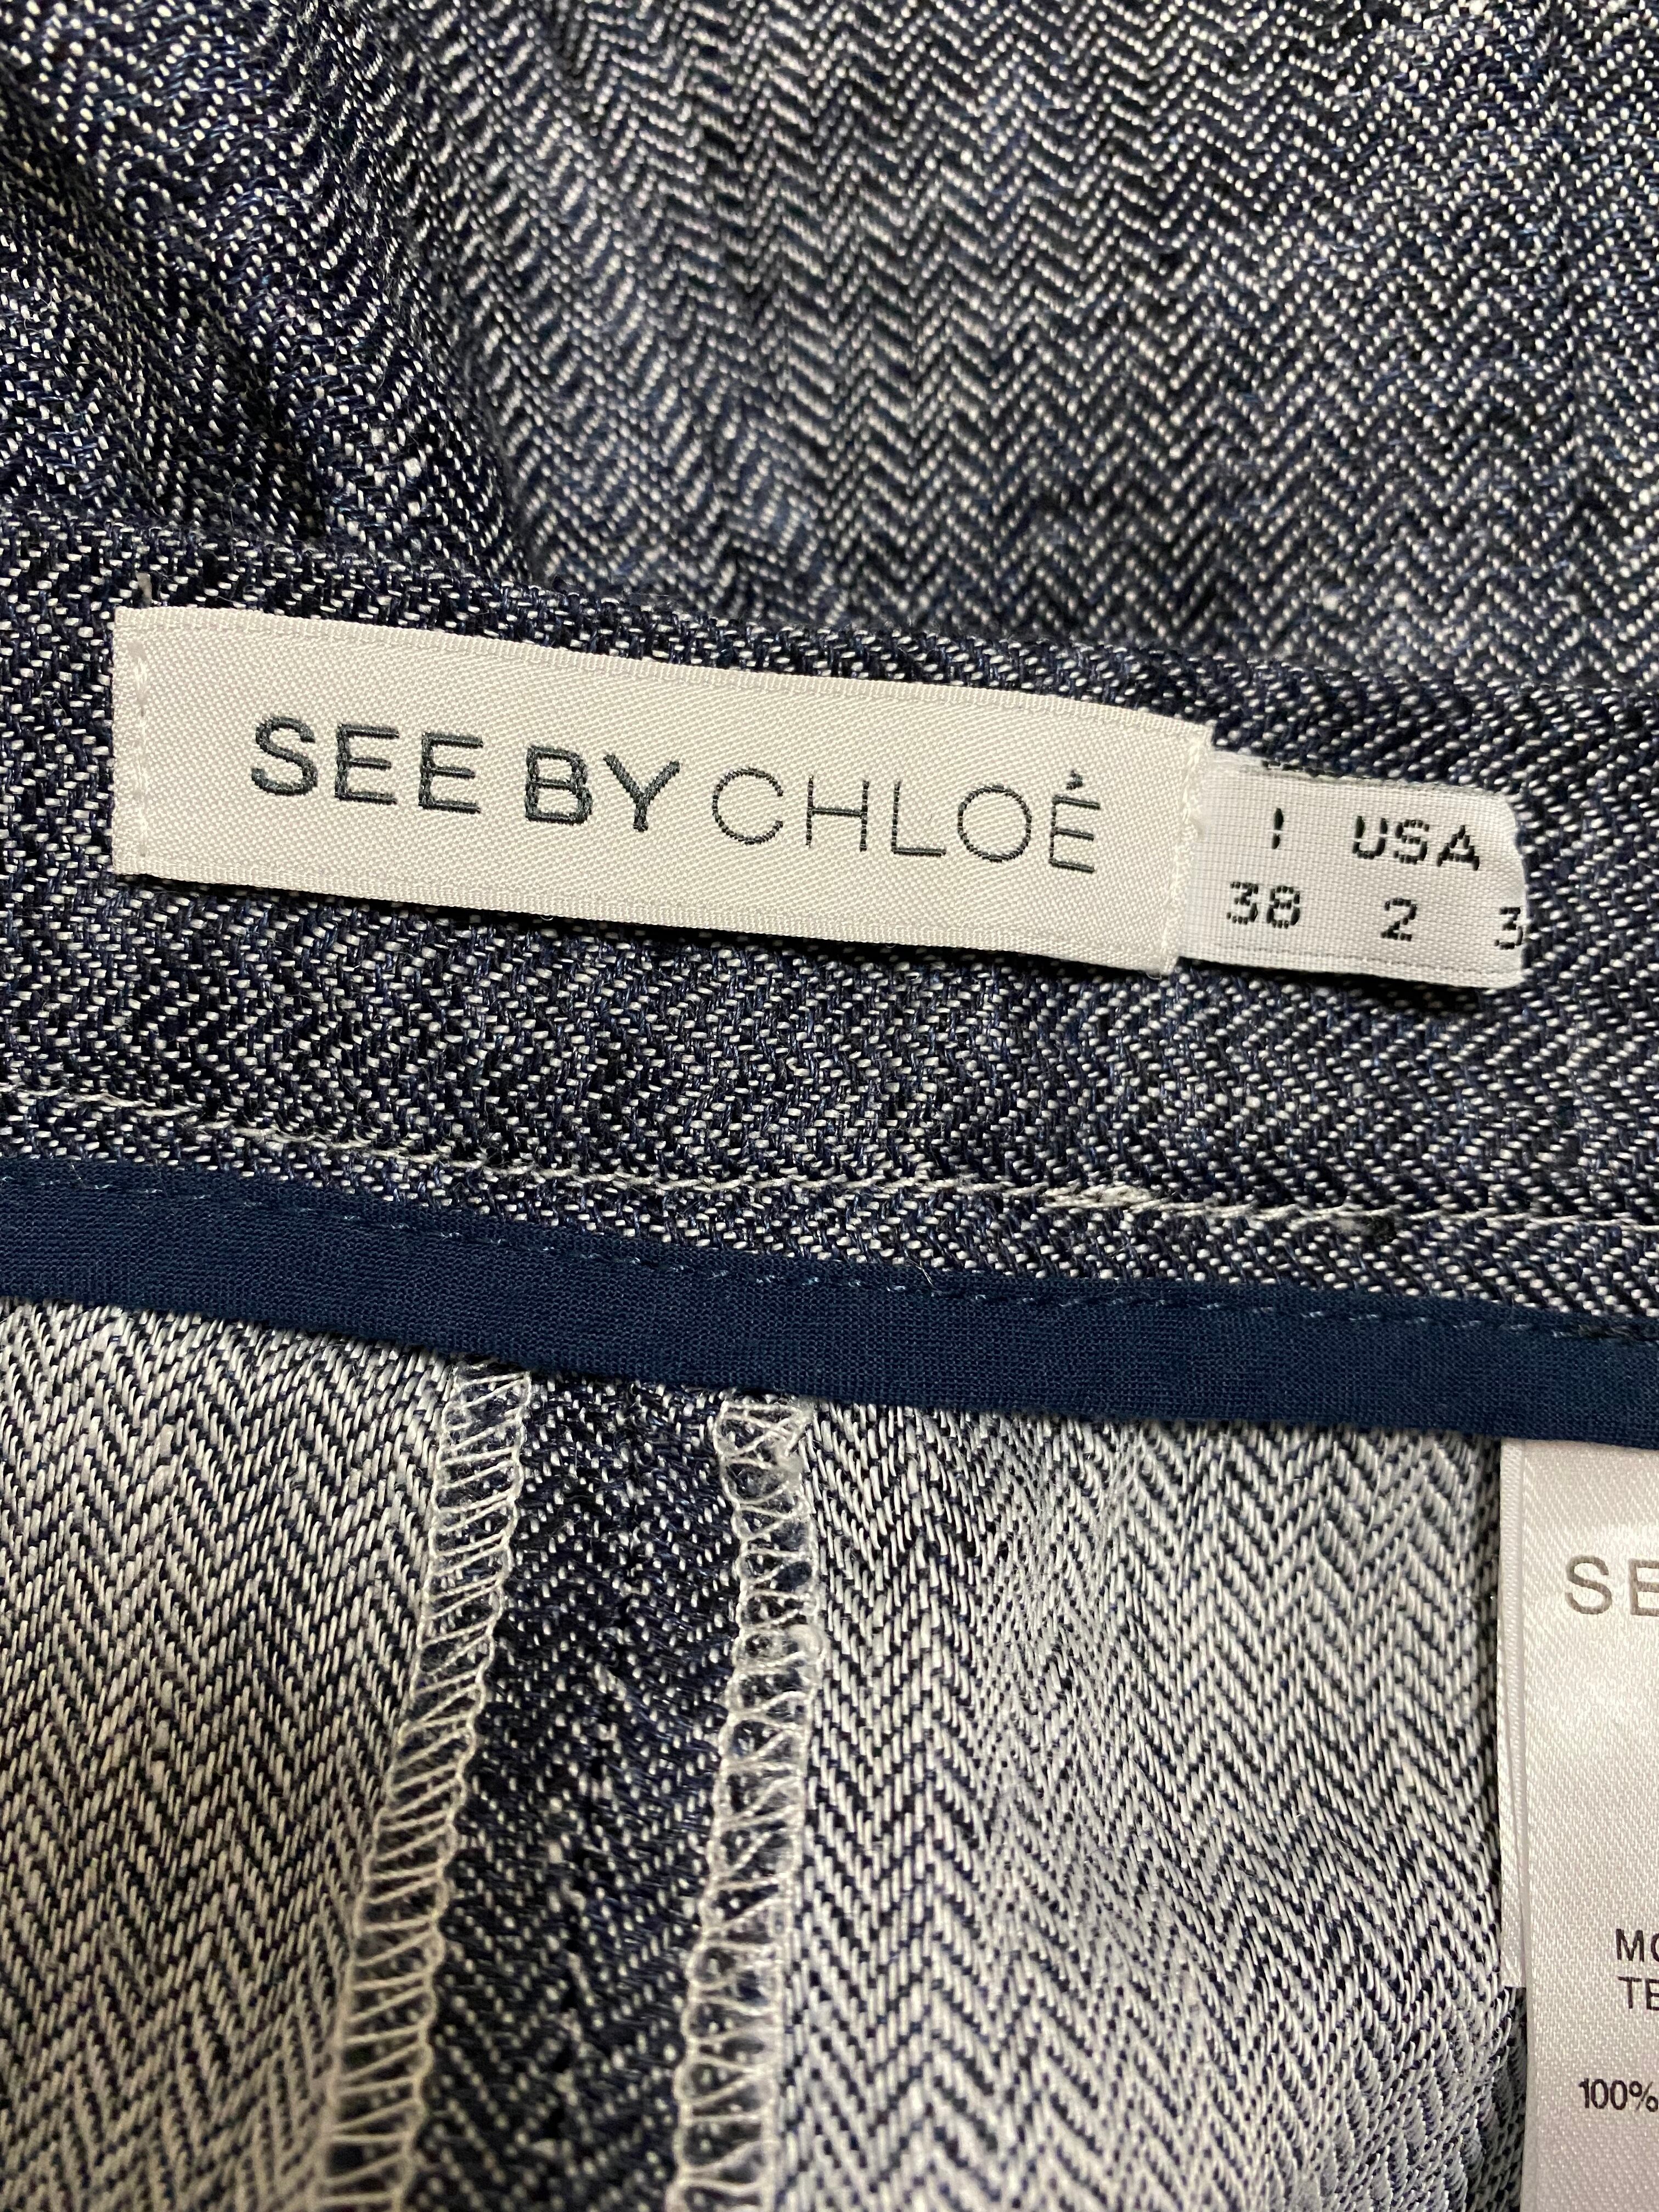 SEE BY CHLOÉ
I USA
38 2 3
SE
MO
TE
100%